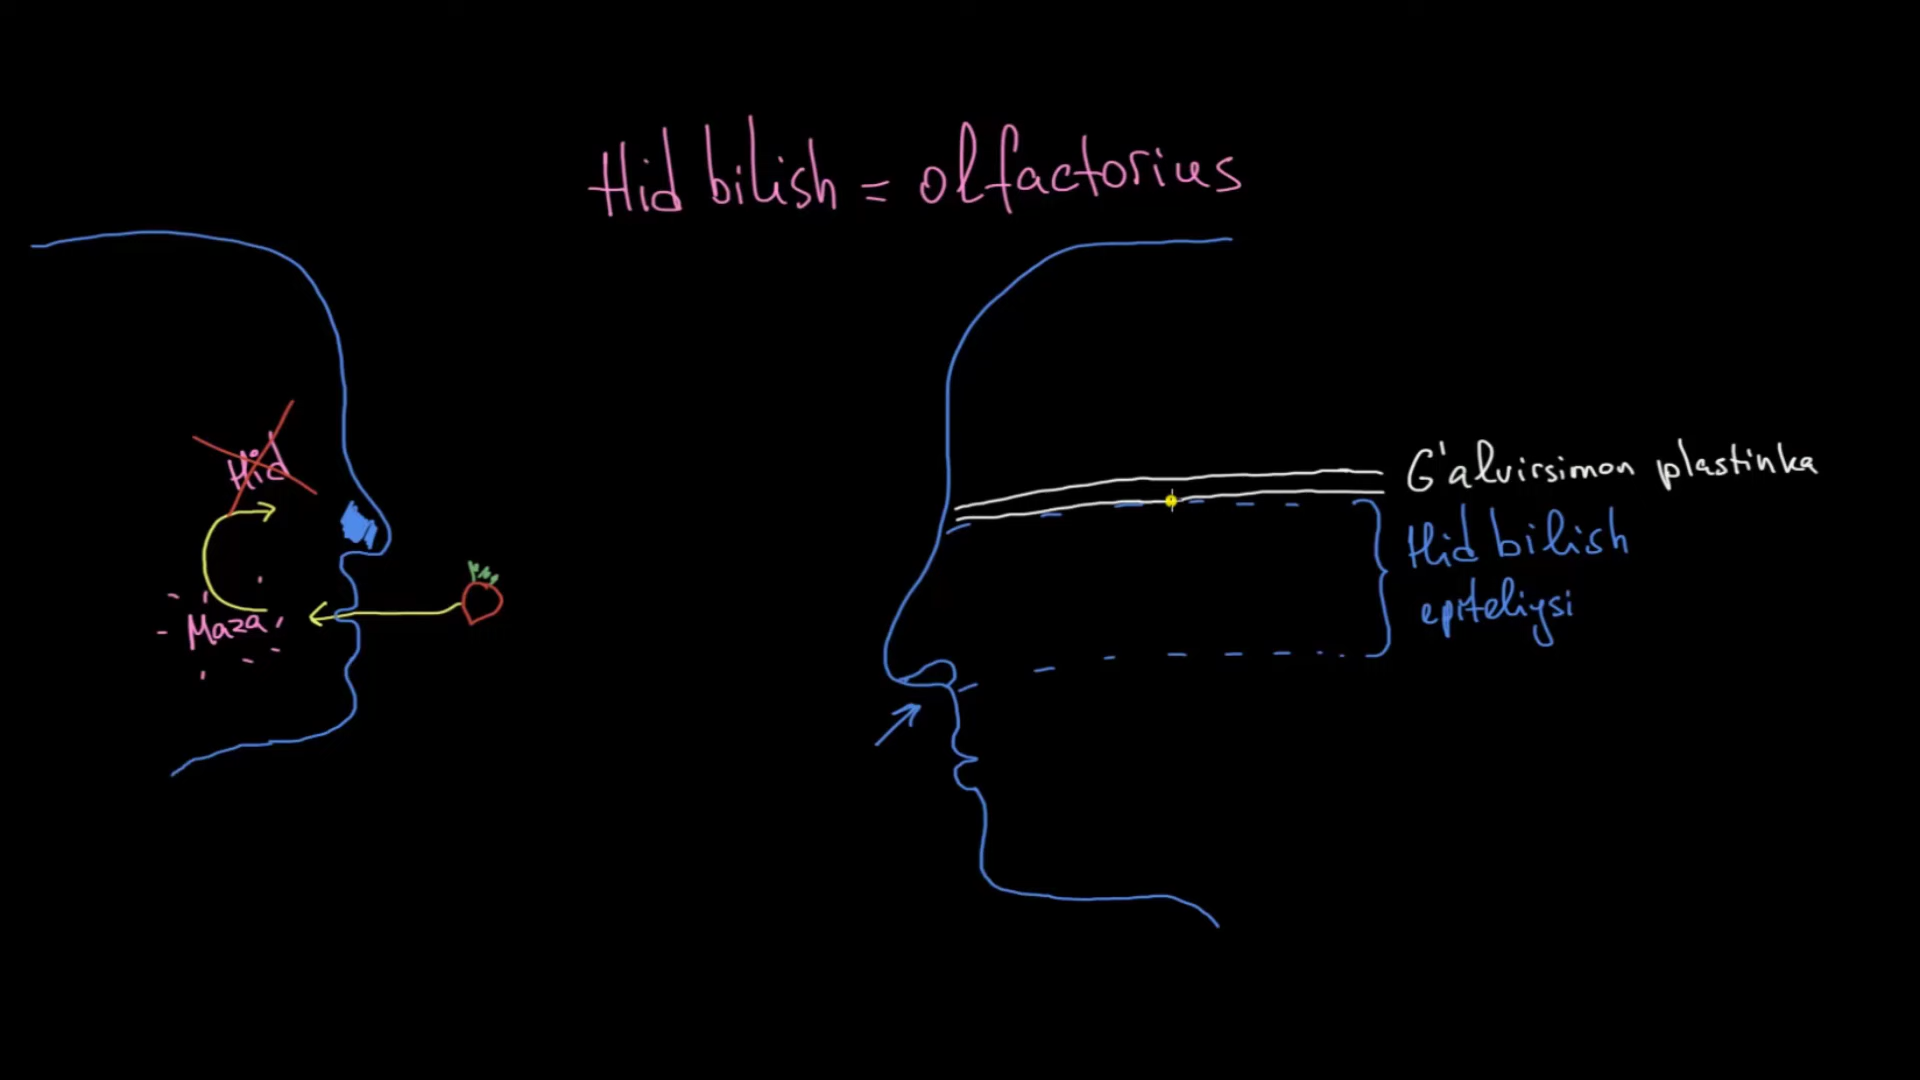 Hid bilish = olfactorius
Hid
Maza
G'alvirsimon plastinka
Hid bilish
epiteliysi